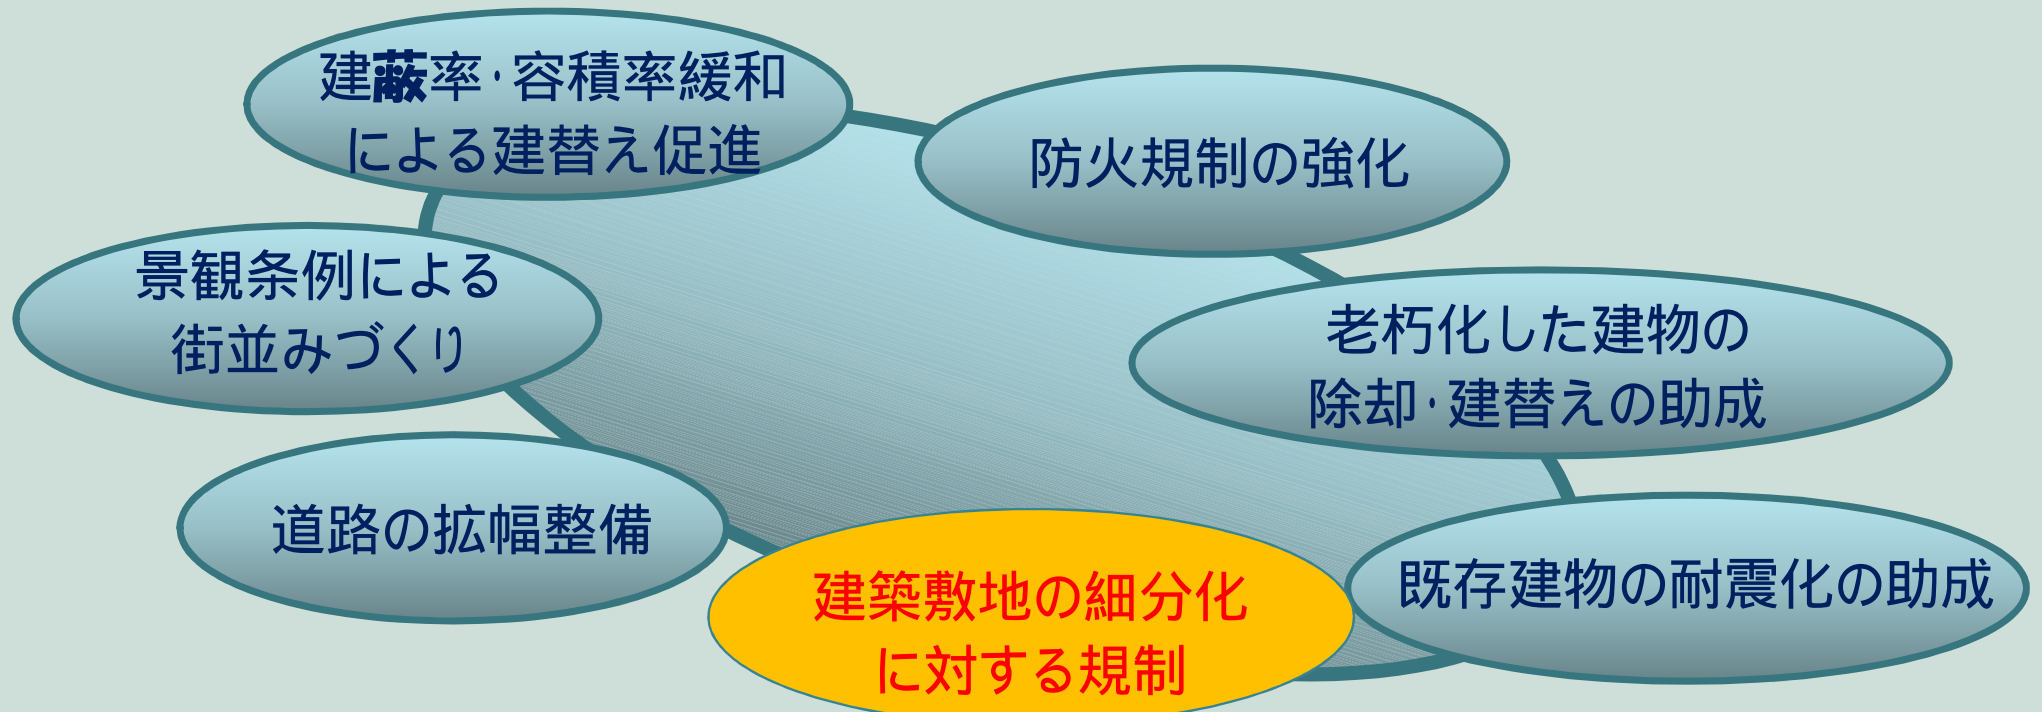 建蔽率・容積率緩和
による建替え促進
防火規制の強化
景観条例による
街並みづくり
老朽化した建物の
除却・建替えの助成
道路の拡幅整備
既存建物の耐震化の助成
建築敷地の細分化
に対する規制